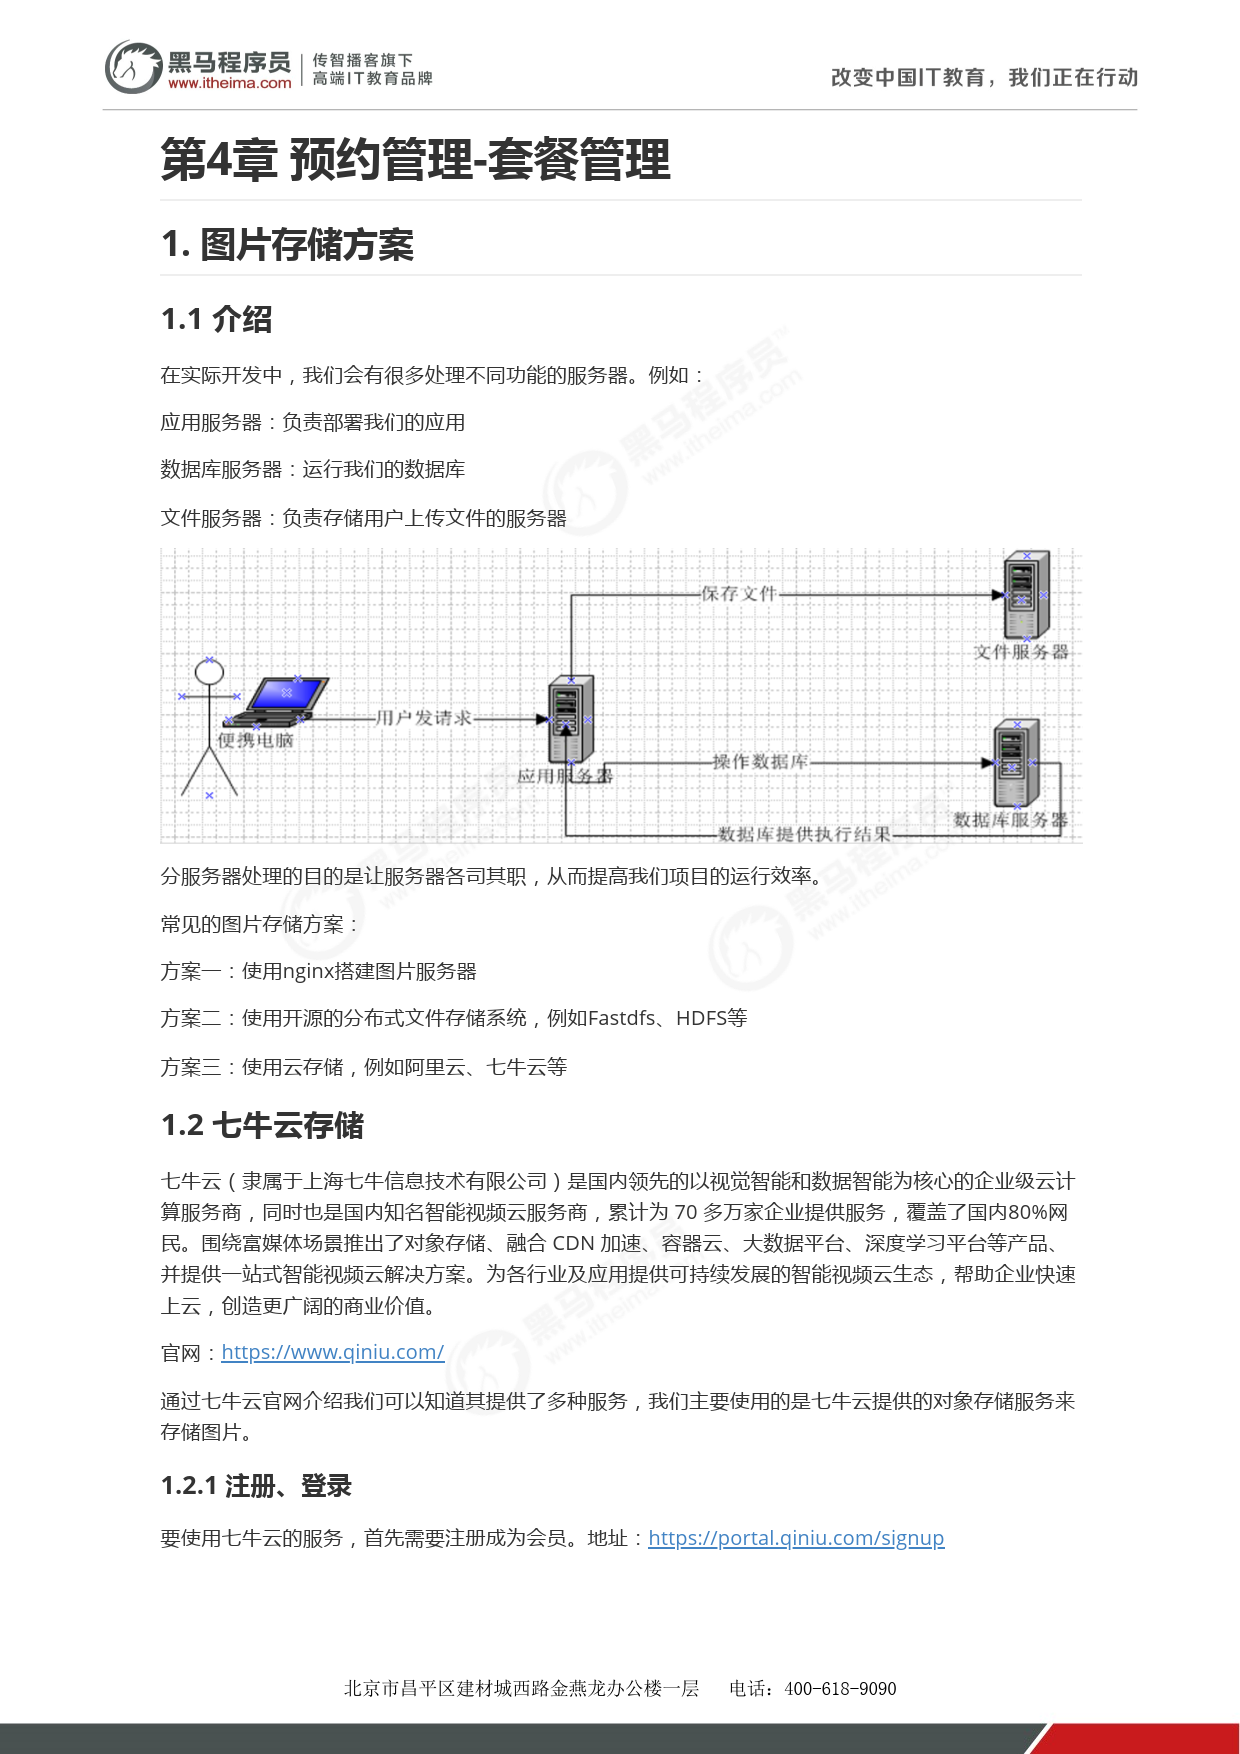 黑马程序员
www.itheima.com
传智播客旗下
高端IT教育品牌
改变中国IT教育，我们正在行动
第4章 预约管理-套餐管理
1. 图片存储方案
1.1 介绍
在实际开发中，我们会有很多处理不同功能的服务器。例如：
应用服务器：负责部署我们的应用
数据库服务器：运行我们的数据库
文件服务器：负责存储用户上传文件的服务器
保存文件
文件服务器
用户发请求
便携电脑
操作数据库
应用服务器
数据库服务器
数据库提供执行结果
分服务器处理的目的是让服务器各司其职，从而提高我们项目的运行效率。
常见的图片存储方案：
方案一：使用nginx搭建图片服务器
方案二：使用开源的分布式文件存储系统，例如Fastdfs、HDFS等
方案三：使用云存储，例如阿里云、七牛云等
1.2 七牛云存储
七牛云（隶属于上海七牛信息技术有限公司）是国内领先的以视觉智能和数据智能为核心的企业级云计
算服务商，同时也是国内知名智能视频云服务商，累计为 70 多万家企业提供服务，覆盖了国内80%网
民。围绕富媒体场景推出了对象存储、融合 CDN 加速、容器云、大数据平台、深度学习平台等产品、
并提供一站式智能视频云解决方案。为各行业及应用提供可持续发展的智能视频云生态，帮助企业快速
上云，创造更广阔的商业价值。
官网：https://www.qiniu.com/
通过七牛云官网介绍我们可以知道其提供了多种服务，我们主要使用的是七牛云提供的对象存储服务来
存储图片。
1.2.1 注册、登录
要使用七牛云的服务，首先需要注册成为会员。地址：https://portal.qiniu.com/signup
北京市昌平区建材城西路金燕龙办公楼一层 电话：400-618-9090